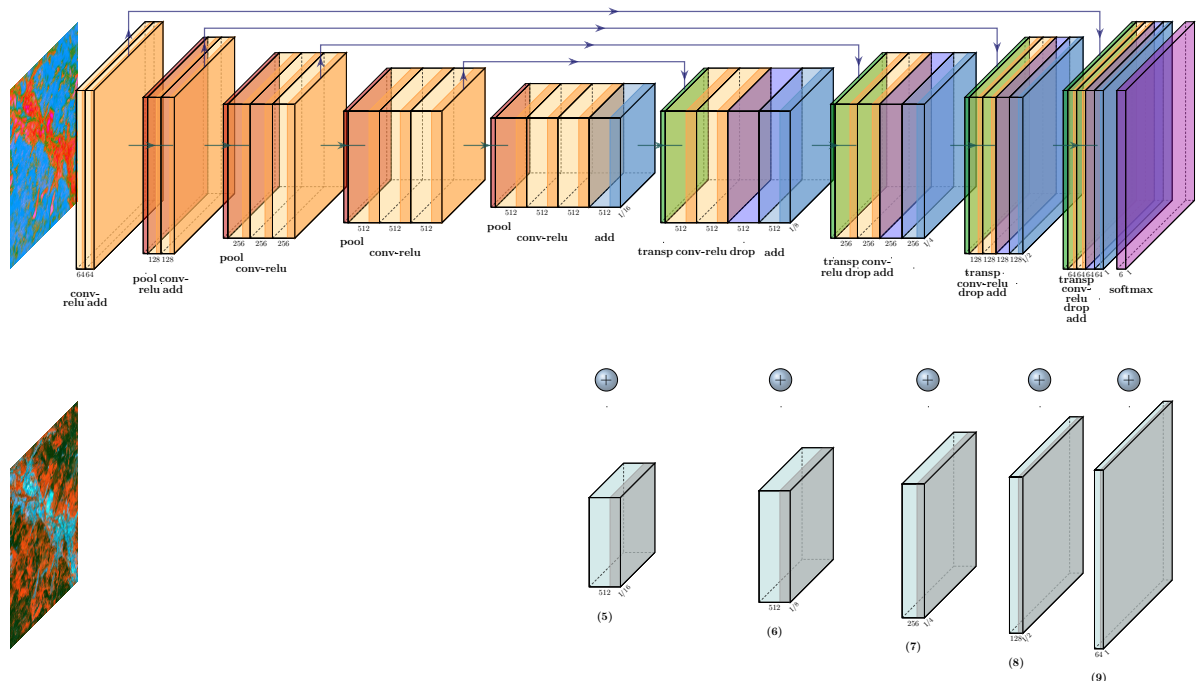 64 64
conv-
relu add
128 128
pool conv-
relu add
256 256 256
pool
conv-relu
512 512 512
pool
conv-relu
512 512 512 512 1/16
pool
conv-relu
add
512 512 512 512 1/8
transp conv-relu drop add
256 256 256 256 1/4
transp conv-
relu drop add
128 128 128 128 1/2
transp
conv-relu
drop add
64 64 64 64 1
transp
conv-
relu
drop
add
6 1
softmax
+ + + + +
512 1/16
(5)
512 1/8
(6)
256 1/4
(7)
128 1/2
(8)
64 1
(9)